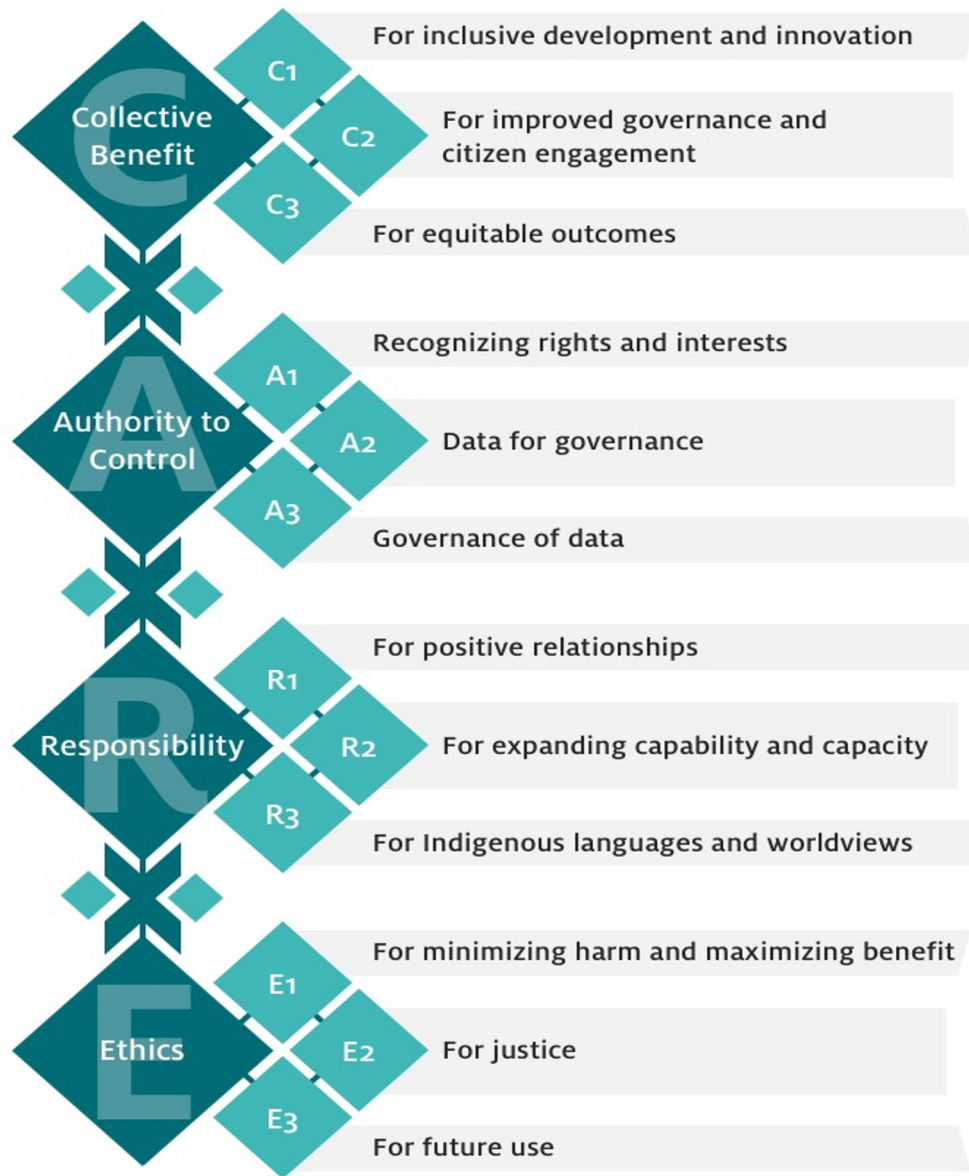 C
Collective
Benefit
C1
For inclusive development and innovation
C2
For improved governance and
citizen engagement
C3
For equitable outcomes
A
Authority to
Control
A1
Recognizing rights and interests
A2
Data for governance
A3
Governance of data
R
Responsibility
R1
For positive relationships
R2
For expanding capability and capacity
R3
For Indigenous languages and worldviews
E
Ethics
E1
For minimizing harm and maximizing benefit
E2
For justice
E3
For future use